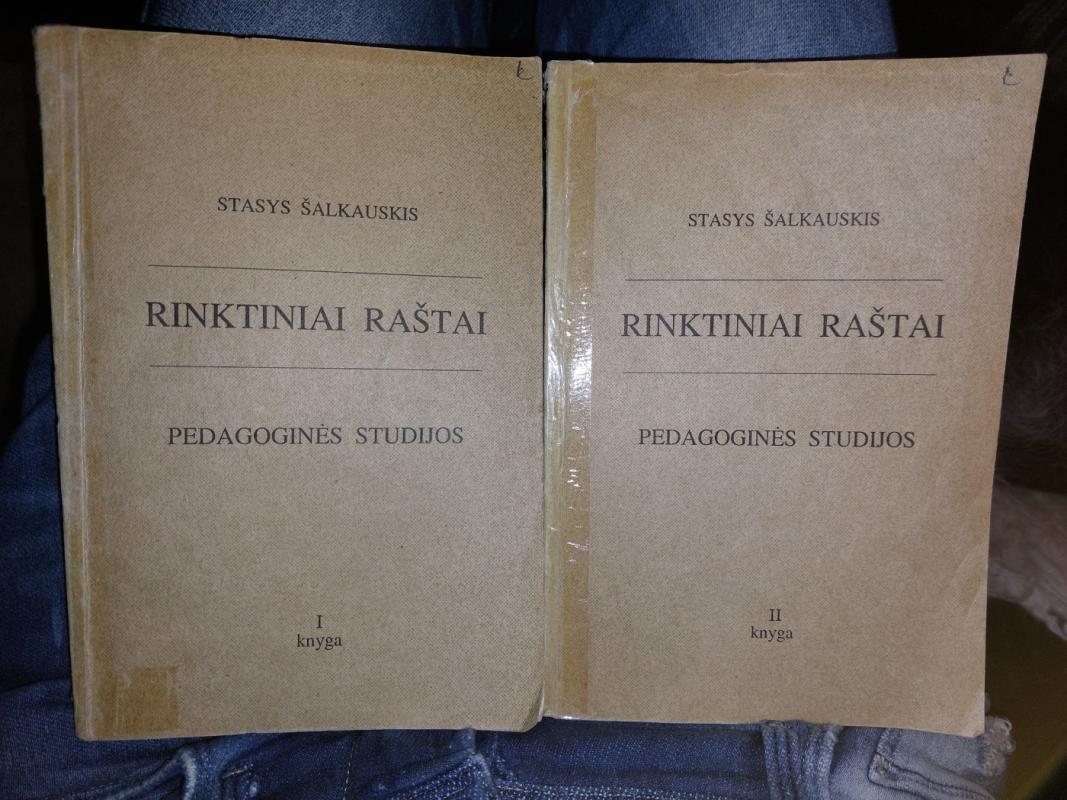 STASYS ŠALKAUSKIS
RINKTINIAI RAŠTAI
PEDAGOGINĖS STUDIJOS
I
knyga
STASYS ŠALKAUSKIS
RINKTINIAI RAŠTAI
PEDAGOGINĖS STUDIJOS
II
knyga